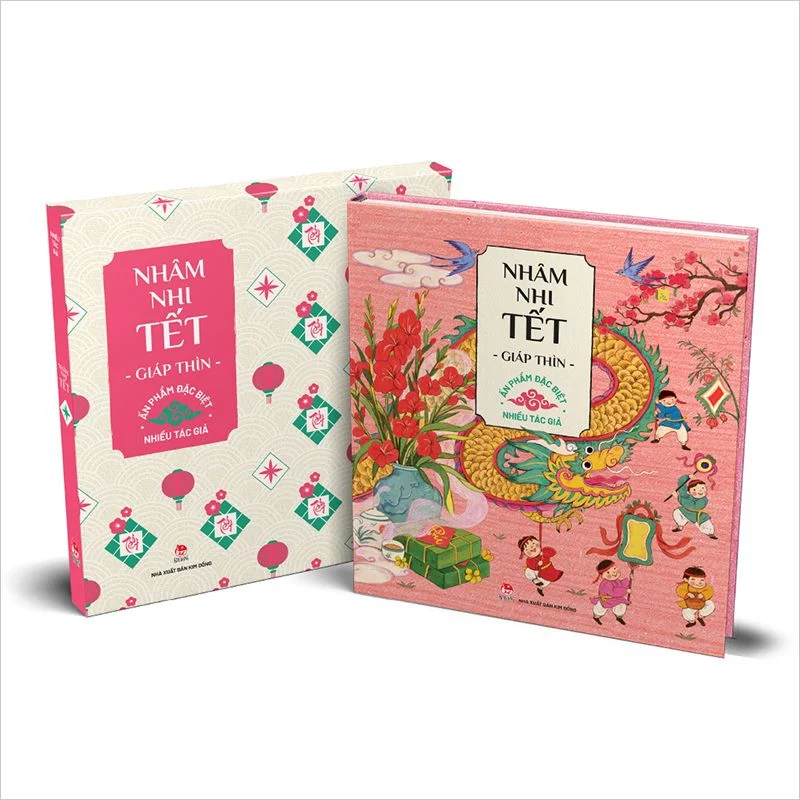 NHÂM
NHI
TẾT
- GIÁP THÌN -
ẤN PHẨM ĐẶC BIỆT
NHIỀU TÁC GIẢ
NHÀ XUẤT BẢN KIM ĐỒNG
NHÂM
NHI
TẾT
- GIÁP THÌN -
ẤN PHẨM ĐẶC BIỆT
NHIỀU TÁC GIẢ
NHÀ XUẤT BẢN KIM ĐỒNG